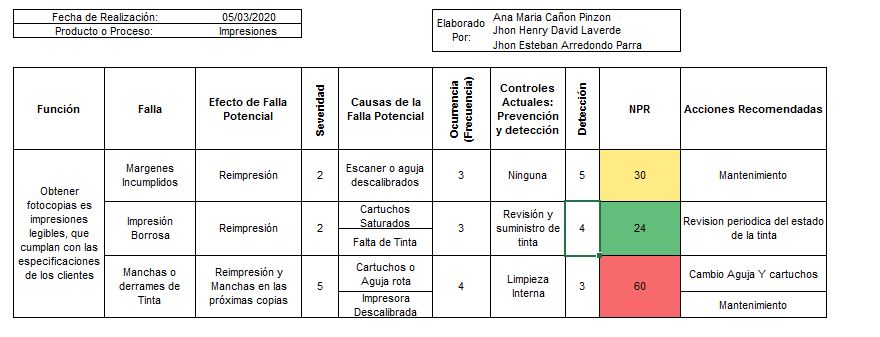 Fecha de Realización: 05/03/2020
Producto o Proceso: Impresiones
Elaborado
Por:
Ana Maria Cañon Pinzon
Jhon Henry David Laverde
Jhon Esteban Arredondo Parra
Función
Falla
Efecto de Falla
Potencial
Severidad
Causas de la
Falla Potencial
Ocurrencia
(Frecuencia)
Controles
Actuales:
Prevención
y detección
Detección
NPR
Acciones Recomendadas
Obtener
fotocopias es
impresiones
legibles, que
cumplan con las
especificaciones
de los clientes
Margenes
Incumplidos
Reimpresión
2
Escaner o aguja
descalibrados
3
Ninguna
5
30
Mantenimiento
Impresión
Borrosa
Reimpresión
2
Cartuchos
Saturados
Falta de Tinta
3
Revisión y
suministro de
tinta
4
24
Revision periodica del estado
de la tinta
Manchas o
derrames de
Tinta
Reimpresión y
Manchas en las
próximas copias
5
Cartuchos o
Aguja rota
Impresora
Descalibrada
4
Limpieza
Interna
3
60
Cambio Aguja Y cartuchos
Mantenimiento